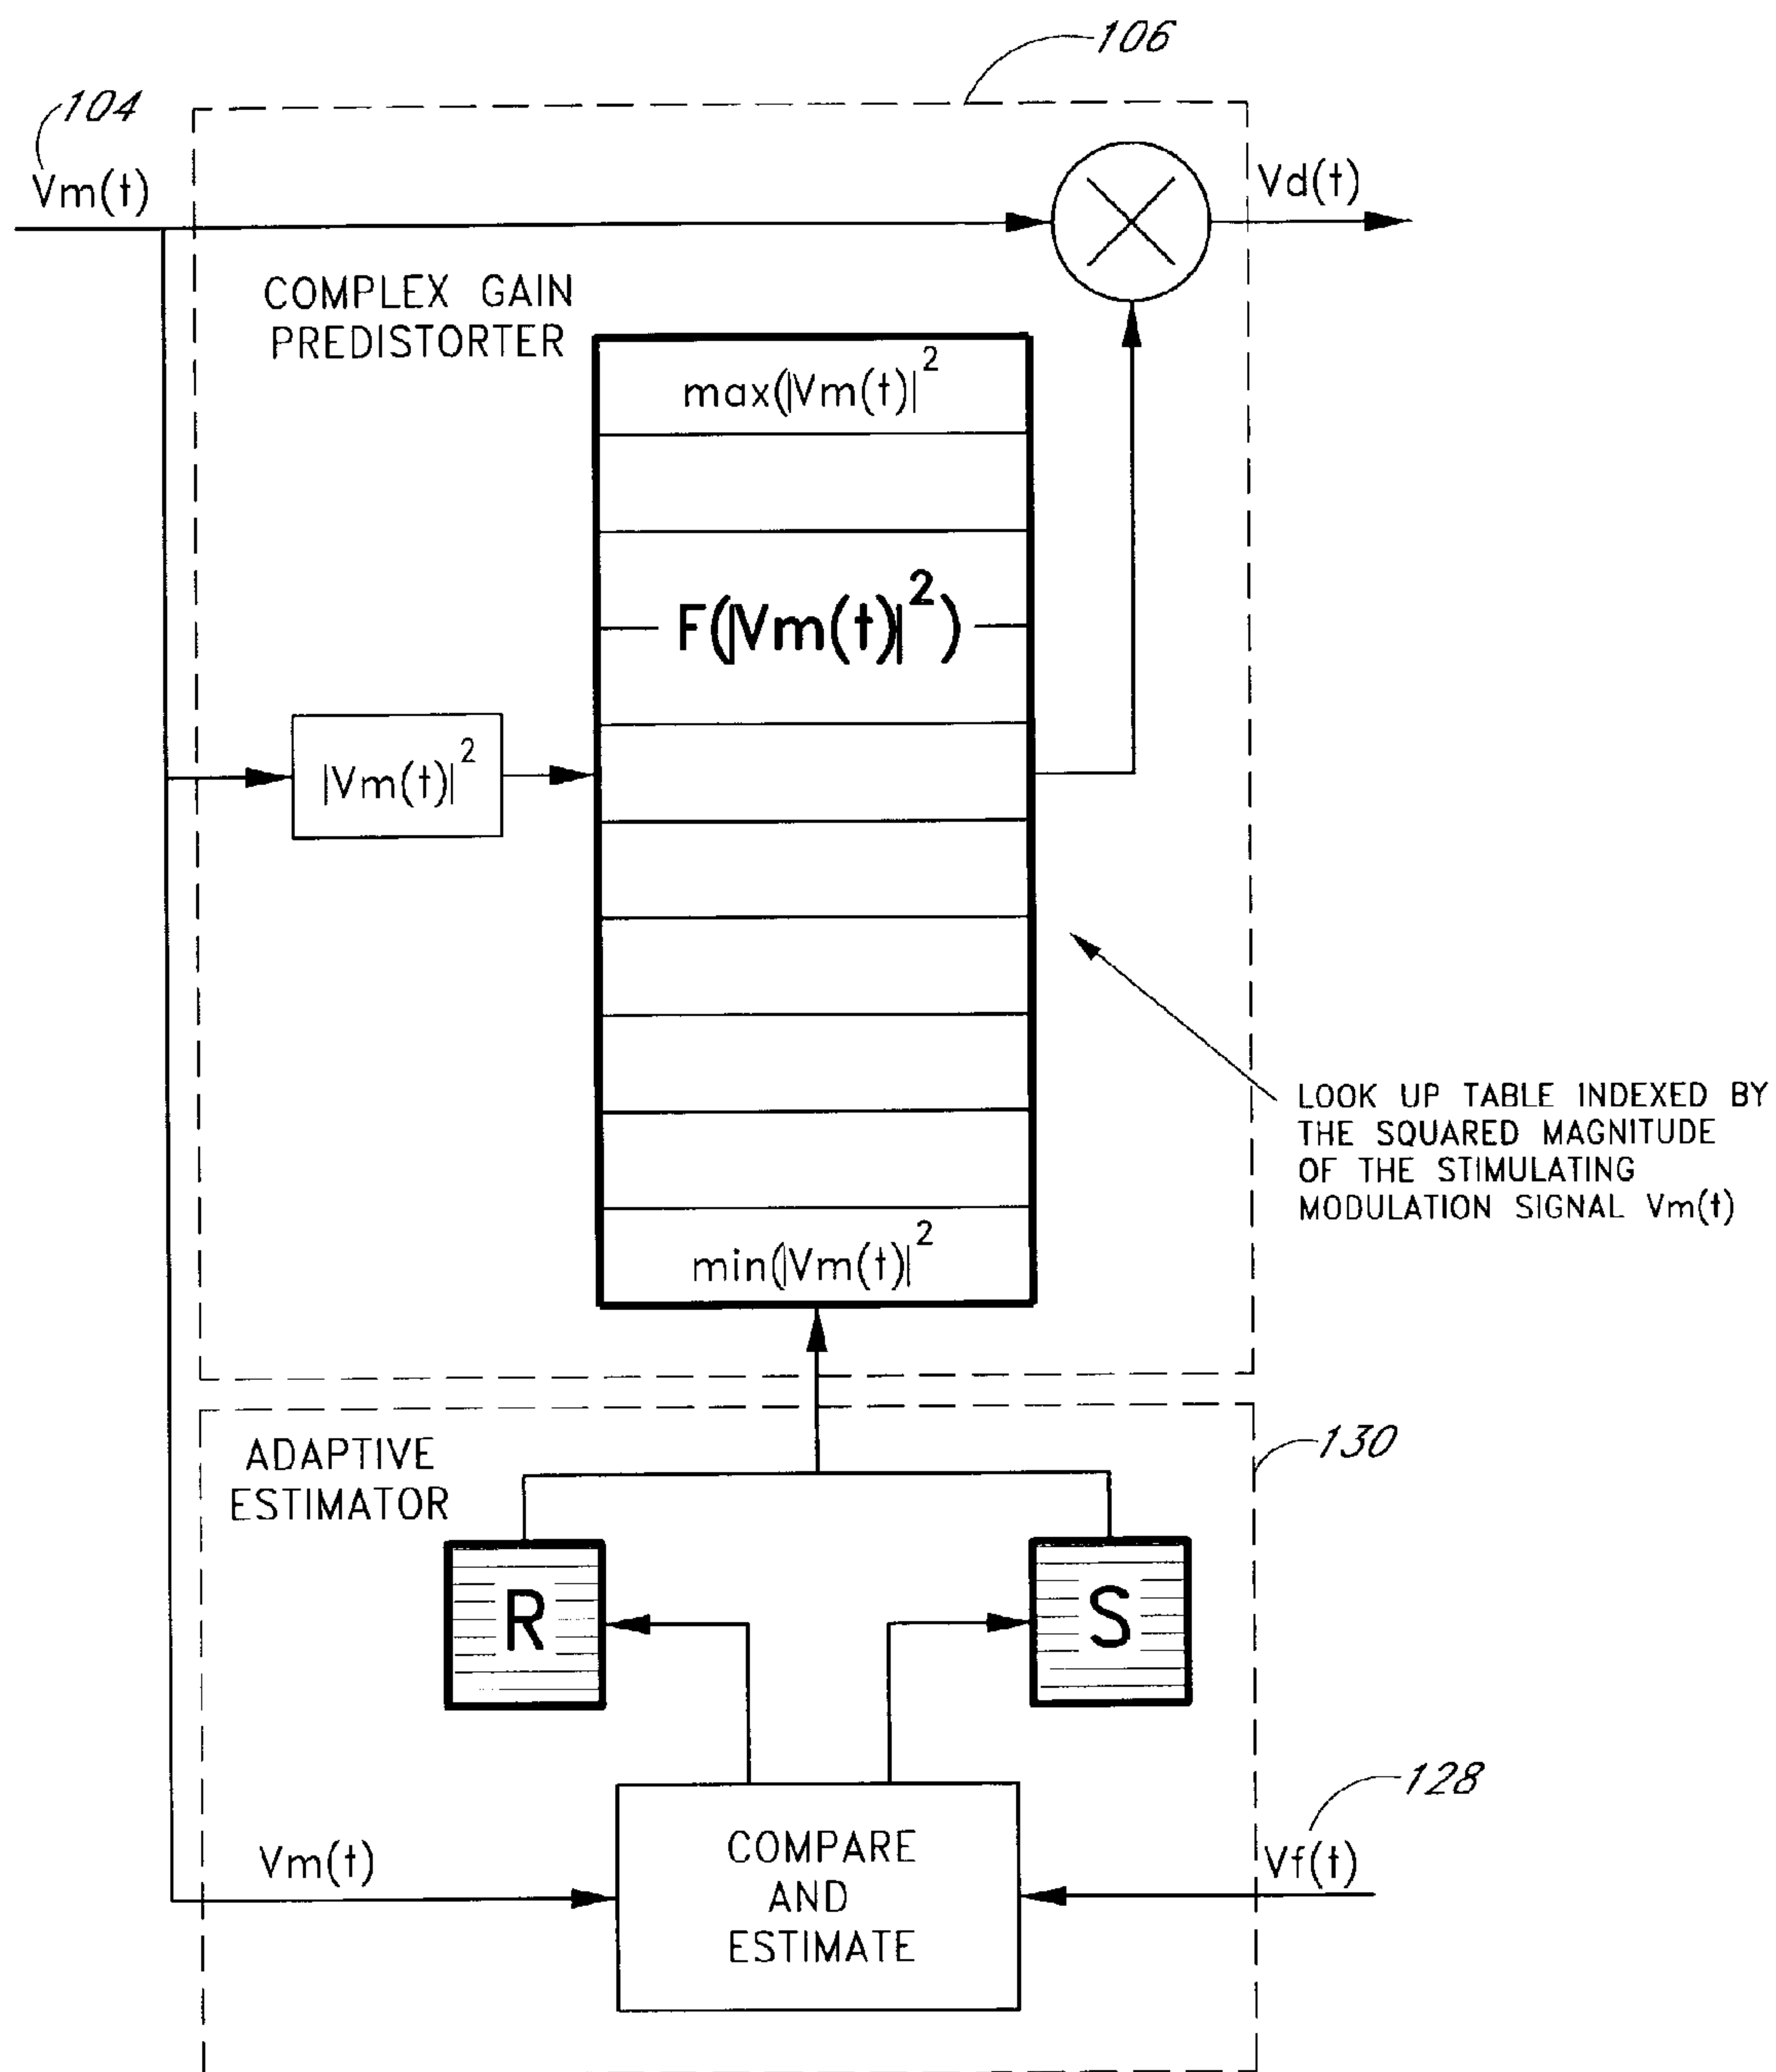 106
104
Vm(t)
Vd(t)
COMPLEX GAIN
PREDISTORTER
max(|Vm(t)|²
F(|Vm(t)|²)
|Vm(t)|²
LOOK UP TABLE INDEXED BY
THE SQUARED MAGNITUDE
OF THE STIMULATING
MODULATION SIGNAL Vm(t)
min(|Vm(t)|²
ADAPTIVE
ESTIMATOR
130
R
S
128
Vm(t)
COMPARE
AND
ESTIMATE
Vf(t)